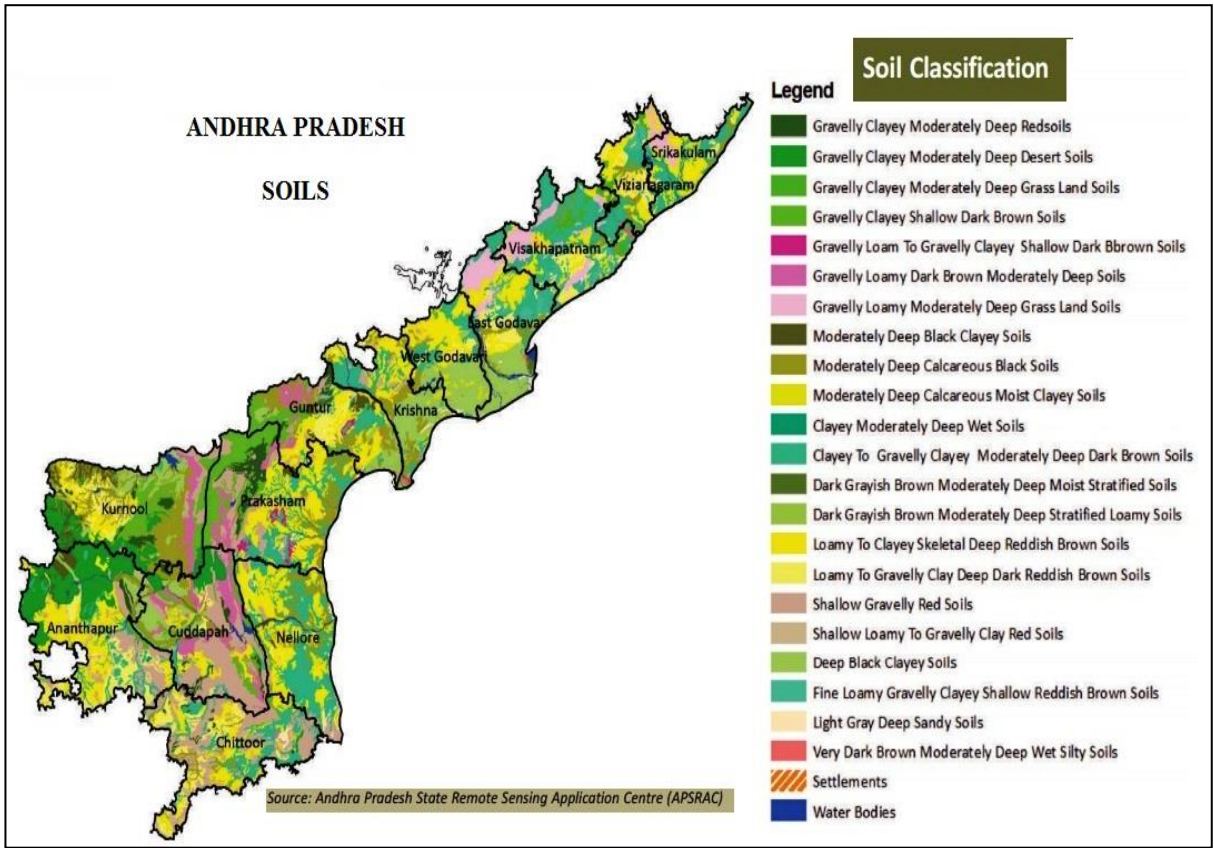 ANDHRA PRADESH
SOILS
Soil Classification
Legend
Gravelly Clayey Moderately Deep Redsoils
Gravelly Clayey Moderately Deep Desert Soils
Gravelly Clayey Moderately Deep Grass Land Soils
Gravelly Clayey Shallow Dark Brown Soils
Gravelly Loam To Gravelly Clayey Shallow Dark Bbrown Soils
Gravelly Loamy Dark Brown Moderately Deep Soils
Gravelly Loamy Moderately Deep Grass Land Soils
Moderately Deep Black Clayey Soils
Moderately Deep Calcareous Black Soils
Moderately Deep Calcareous Moist Clayey Soils
Clayey Moderately Deep Wet Soils
Clayey To Gravelly Clayey Moderately Deep Dark Brown Soils
Dark Grayish Brown Moderately Deep Moist Stratified Soils
Dark Grayish Brown Moderately Deep Stratified Loamy Soils
Loamy To Clayey Skeletal Deep Reddish Brown Soils
Loamy To Gravelly Clay Deep Dark Reddish Brown Soils
Shallow Gravelly Red Soils
Shallow Loamy To Gravelly Clay Red Soils
Deep Black Clayey Soils
Fine Loamy Gravelly Clayey Shallow Reddish Brown Soils
Light Gray Deep Sandy Soils
Very Dark Brown Moderately Deep Wet Silty Soils
Settlements
Water Bodies
Srikakulam
Vizianagaram
Visakhapatnam
East Godavar
West Godavari
Krishna
Guntur
Prakasham
Kurnool
Ananthapur
Cuddapah
Nellore
Chittoor
Source: Andhra Pradesh State Remote Sensing Application Centre (APSRAC)